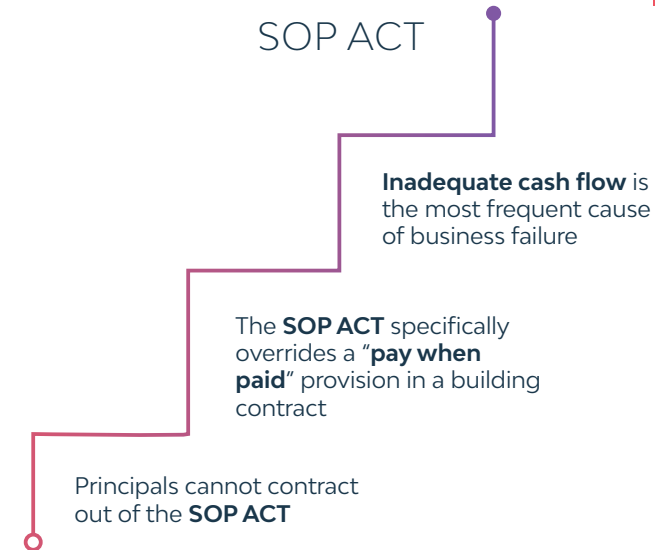 SOP ACT
Inadequate cash flow is
the most frequent cause
of business failure
The SOP ACT specifically
overrides a “pay when
paid” provision in a building
contract
Principals cannot contract
out of the SOP ACT